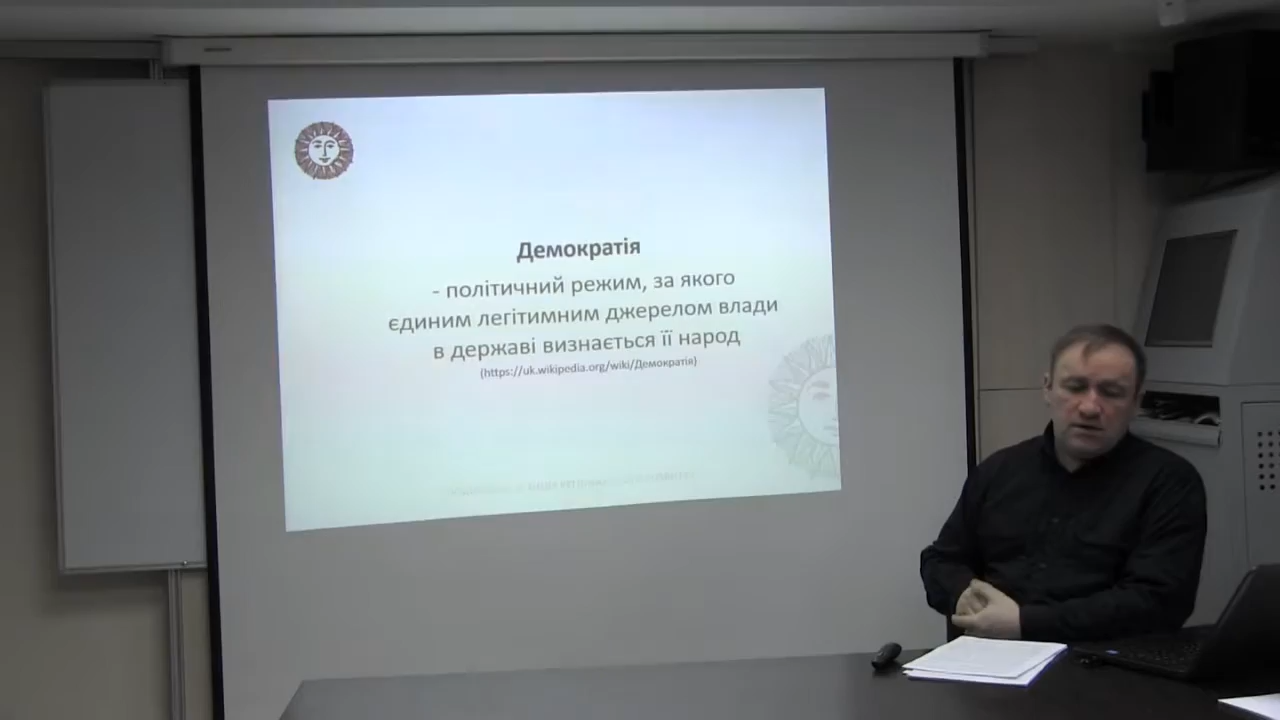 Демократія
- політичний режим, за якого
єдиним легітимним джерелом влади
в державі визнається її народ
(https://uk.wikipedia.org/wiki/Демократія)